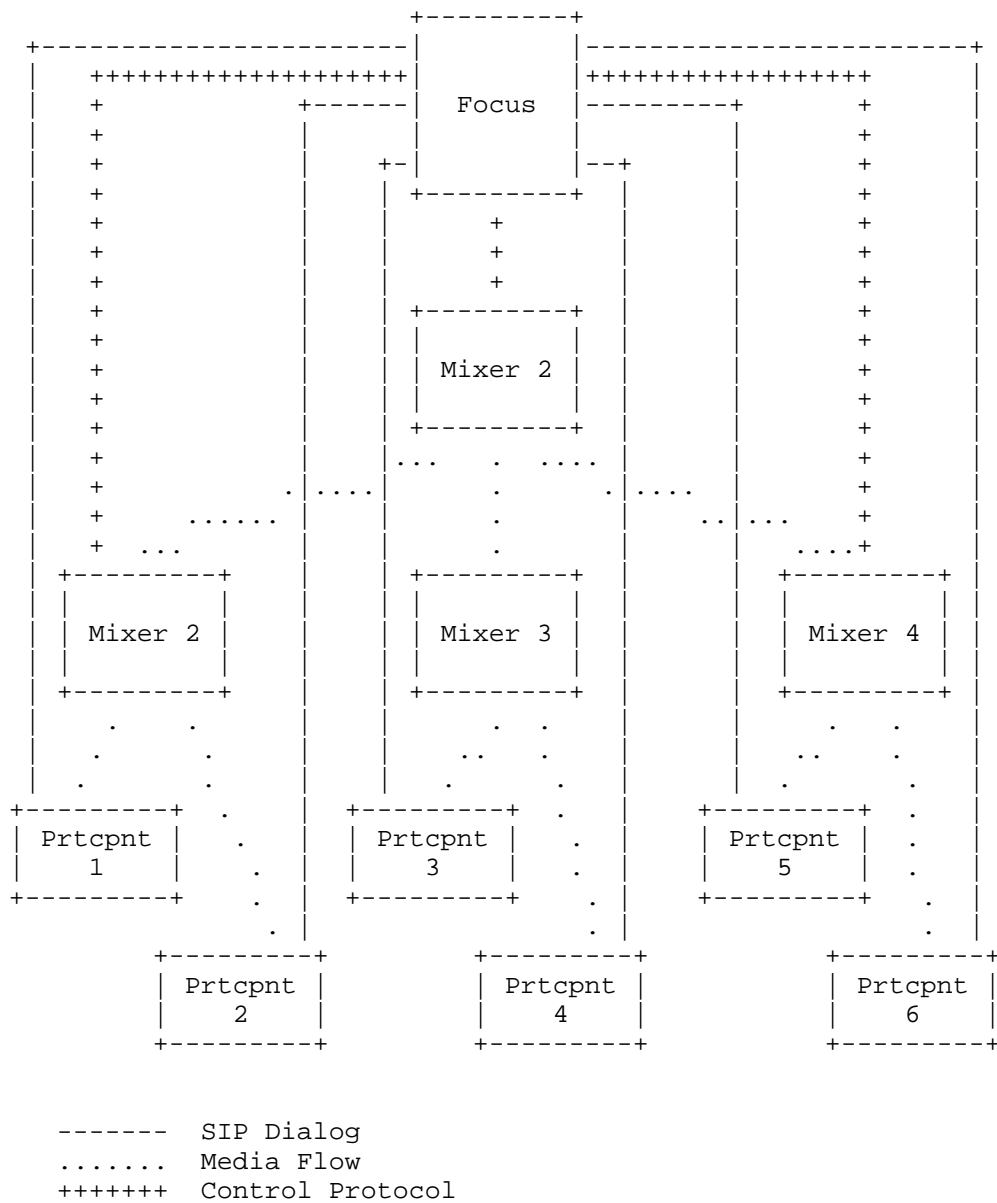 Focus
Mixer 2
Mixer 2
Mixer 3
Mixer 4
Prtcpnt
1
Prtcpnt
3
Prtcpnt
5
Prtcpnt
2
Prtcpnt
4
Prtcpnt
6
------- SIP Dialog
....... Media Flow
+++++++ Control Protocol